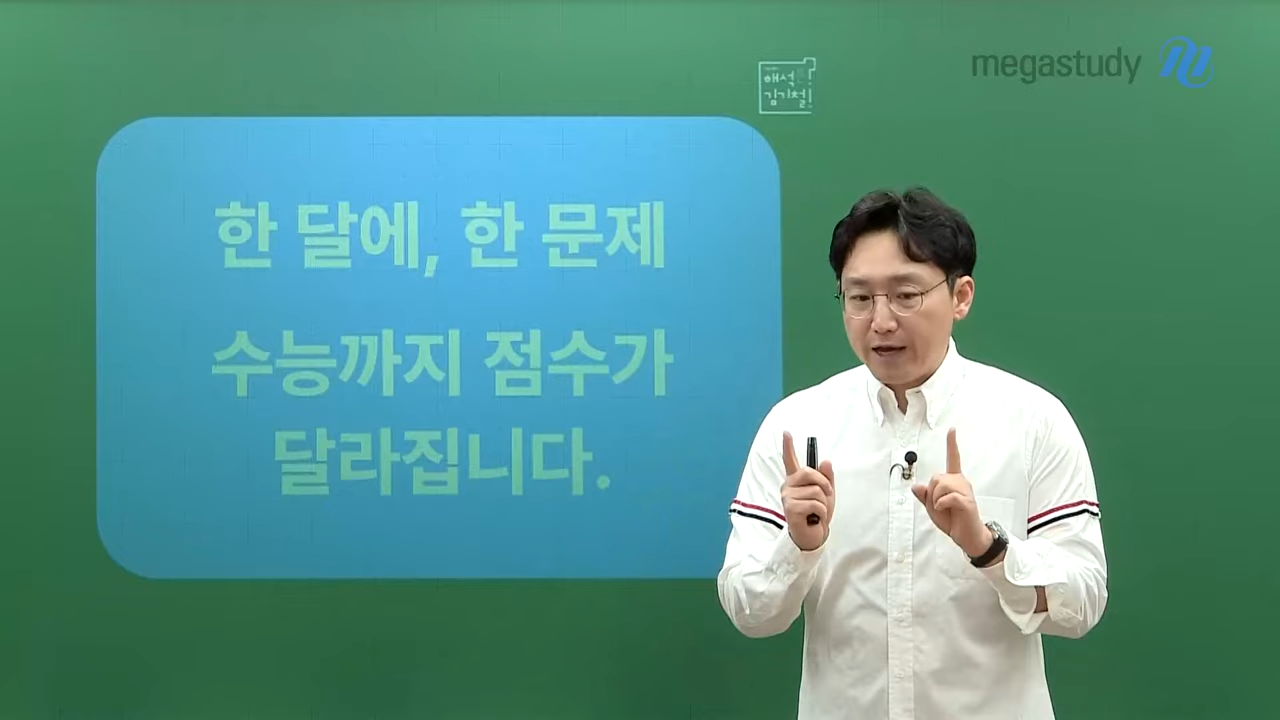 megastudy
해석
김기철!
한 달에, 한 문제
수능까지 점수가
달라집니다.